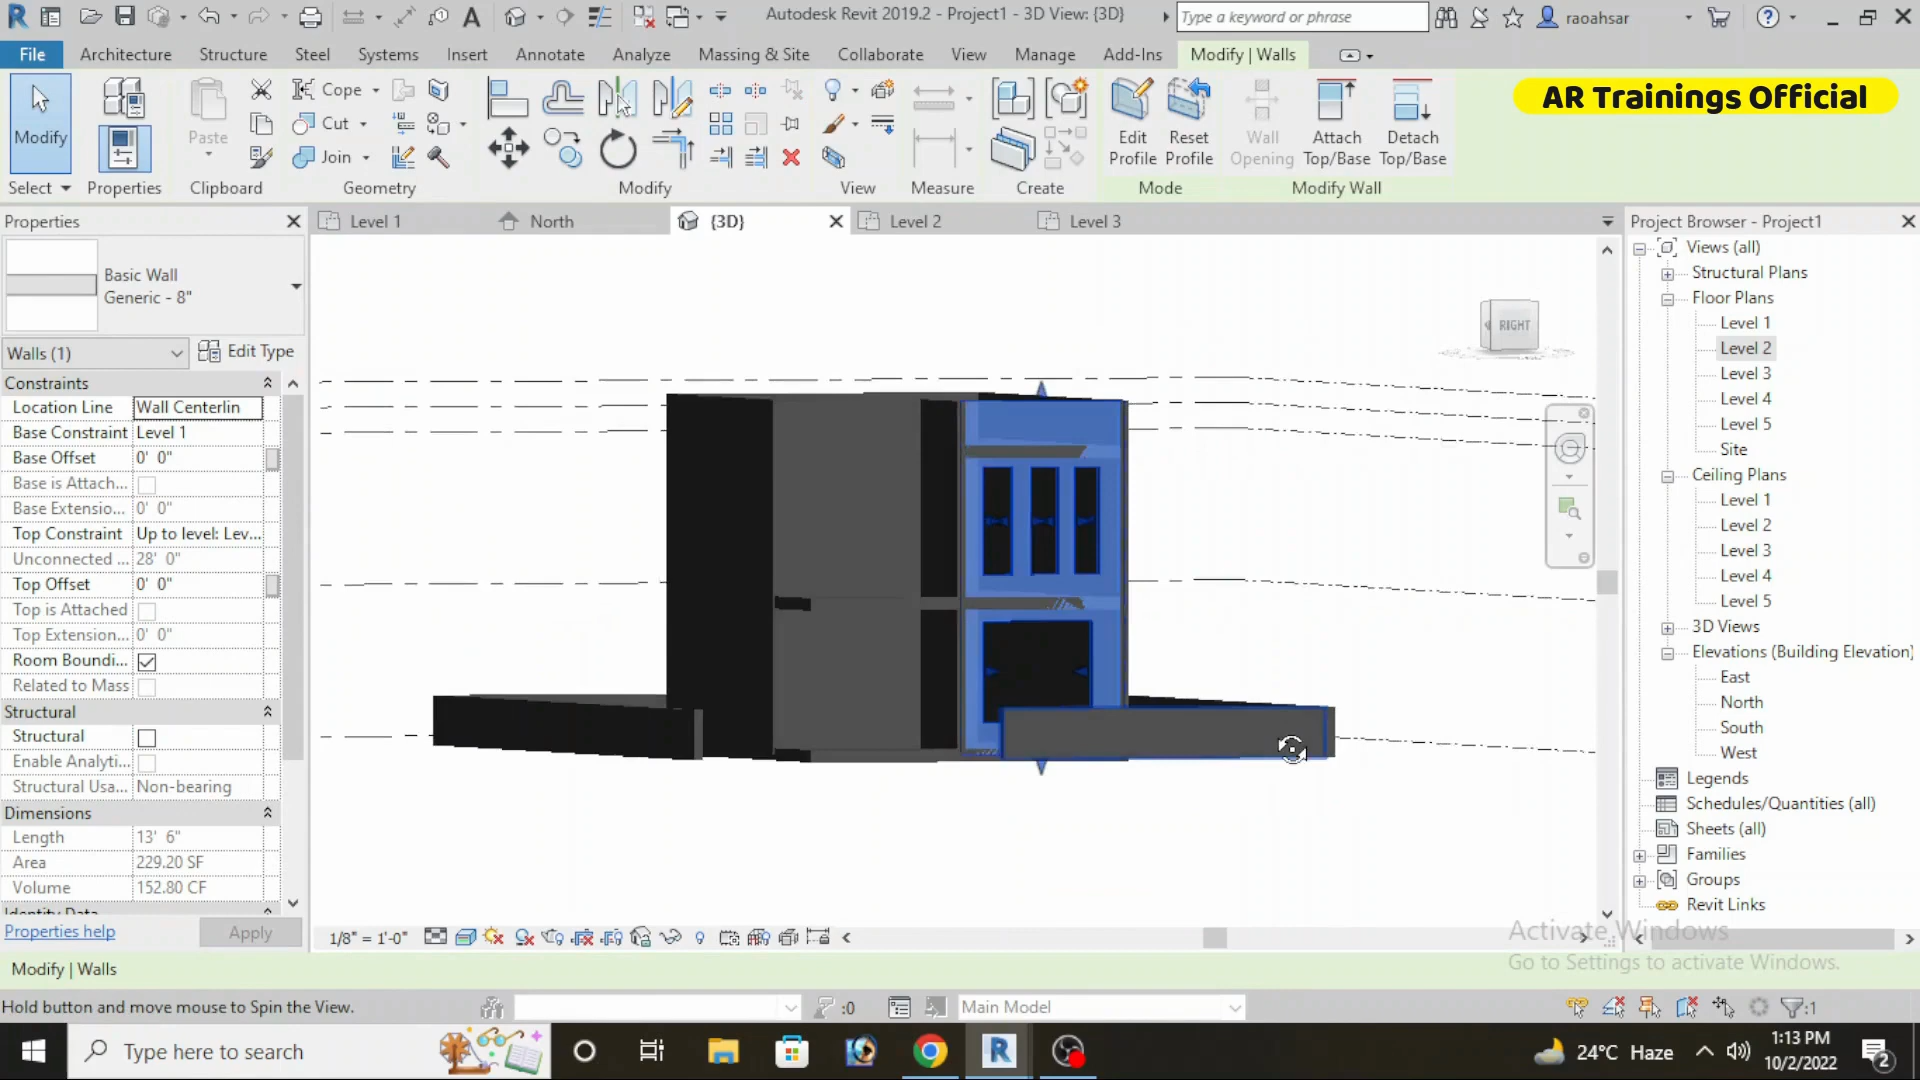 Autodesk Revit 2019.2 - Project1 - 3D View: {3D}
Type a keyword or phrase
raoahsar
File
Architecture
Structure
Steel
Systems
Insert
Annotate
Analyze
Massing & Site
Collaborate
View
Manage
Add-Ins
Modify | Walls
Modify
Paste
Cope
Cut
Join
Edit
Profile
Reset
Profile
Wall
Opening
Attach
Top/Base
Detach
Top/Base
AR Trainings Official
Select
Properties
Clipboard
Geometry
Modify
View
Measure
Create
Mode
Modify Wall
Properties
Level 1
North
{3D}
Level 2
Level 3
Project Browser - Project1
Basic Wall
Generic - 8"
Walls (1)
Edit Type
Constraints
Location Line Wall Centerlin
Base Constraint Level 1
Base Offset 0' 0"
Base is Attach...
Base Extensio... 0' 0"
Top Constraint Up to level: Lev...
Unconnected ... 28' 0"
Top Offset 0' 0"
Top is Attached
Top Extension... 0' 0"
Room Boundi...
Related to Mass
Structural
Structural
Enable Analyti...
Structural Usa... Non-bearing
Dimensions
Length 13' 6"
Area 229.20 SF
Volume 152.80 CF
Identity Data
Properties help
Apply
RIGHT
Views (all)
Structural Plans
Floor Plans
Level 1
Level 2
Level 3
Level 4
Level 5
Site
Ceiling Plans
Level 1
Level 2
Level 3
Level 4
Level 5
3D Views
Elevations (Building Elevation)
East
North
South
West
Legends
Schedules/Quantities (all)
Sheets (all)
Families
Groups
Revit Links
1/8" = 1'-0"
Activate Windows
Go to Settings to activate Windows.
Modify | Walls
Hold button and move mouse to Spin the View.
:0
Main Model
:1
Type here to search
24°C Haze
1:13 PM
10/2/2022
2